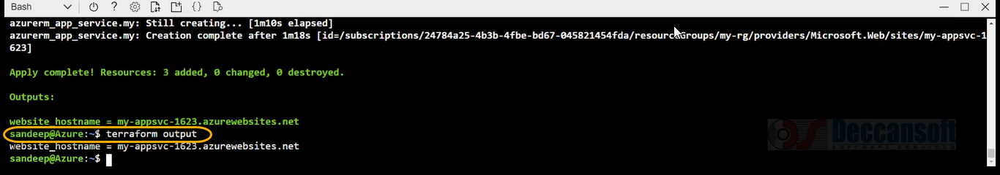 Bash
azurerm_app_service.my: Still creating... [1m10s elapsed]
azurerm_app_service.my: Creation complete after 1m18s [id=/subscriptions/24784a25-4b3b-4fbe-bd67-045821454fda/resourceGroups/my-rg/providers/Microsoft.Web/sites/my-appsvc-1
623]
Apply complete! Resources: 3 added, 0 changed, 0 destroyed.
Outputs:
website_hostname = my-appsvc-1623.azurewebsites.net
sandeep@Azure:~$ terraform output
website_hostname = my-appsvc-1623.azurewebsites.net
sandeep@Azure:~$
Deccansoft
SOFTWARE SERVICES